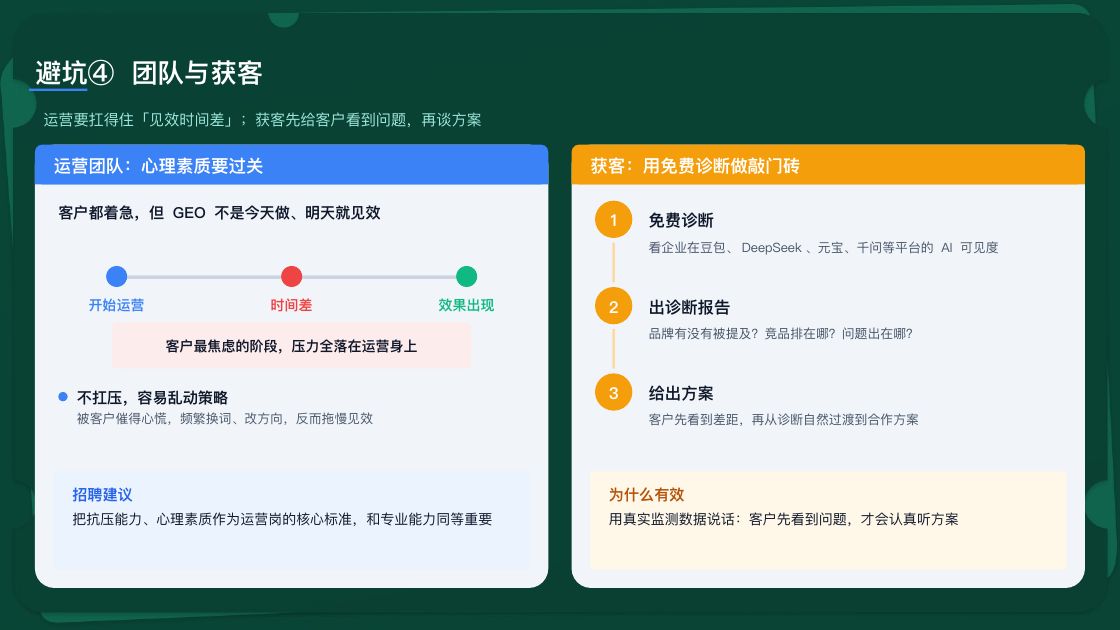 避坑④ 团队与获客
运营要扛得住「见效时间差」；获客先给客户看到问题，再谈方案
运营团队：心理素质要过关
客户都着急，但 GEO 不是今天做、明天就见效
开始运营
时间差
效果出现
客户最焦虑的阶段，压力全落在运营身上
不扛压，容易乱动策略
被客户催得心慌，频繁换词、改方向，反而拖慢见效
招聘建议
把抗压能力、心理素质作为运营岗的核心标准，和专业能力同等重要
获客：用免费诊断做敲门砖
1
免费诊断
看企业在豆包、DeepSeek、元宝、千问等平台的 AI 可见度
2
出诊断报告
品牌有没有被提及？竞品排在哪？问题出在哪？
3
给出方案
客户先看到差距，再从诊断自然过渡到合作方案
为什么有效
用真实监测数据说话：客户先看到问题，才会认真听方案